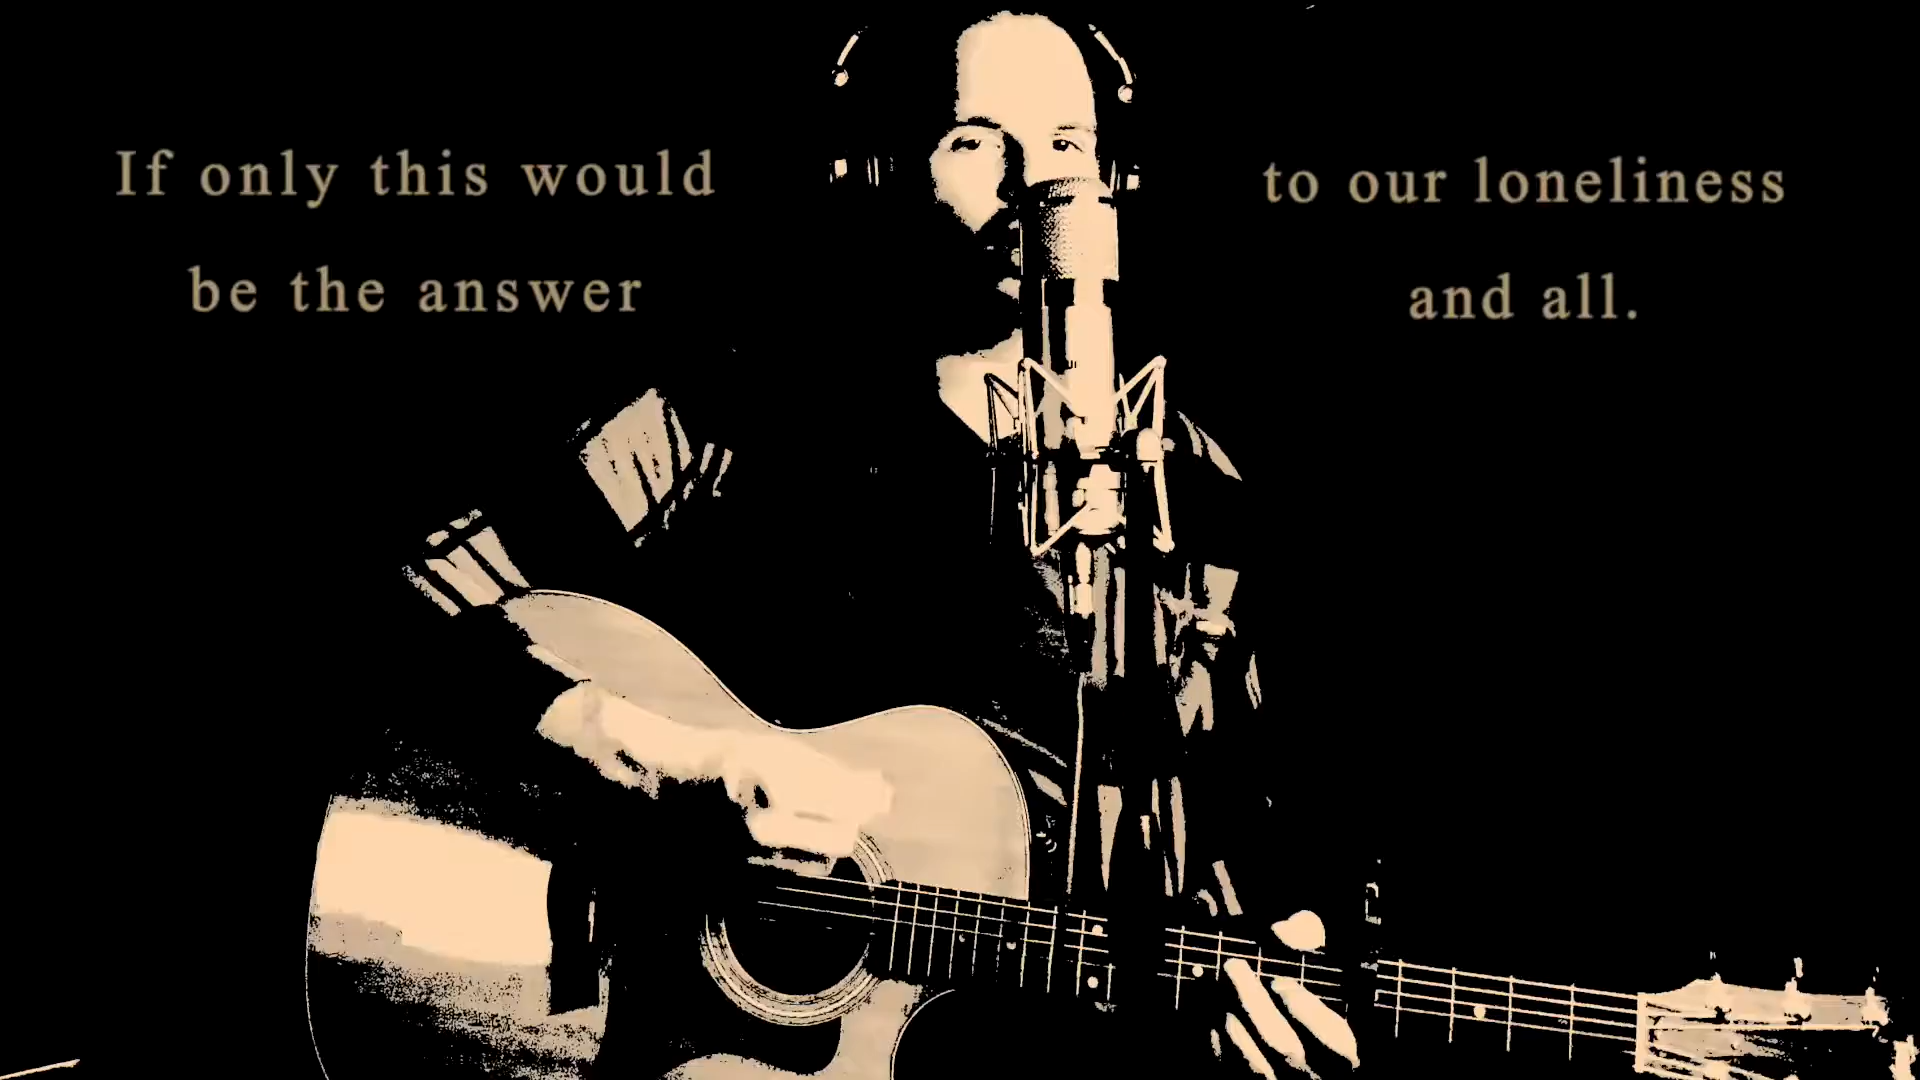 If only this would
be the answer
to our loneliness
and all.